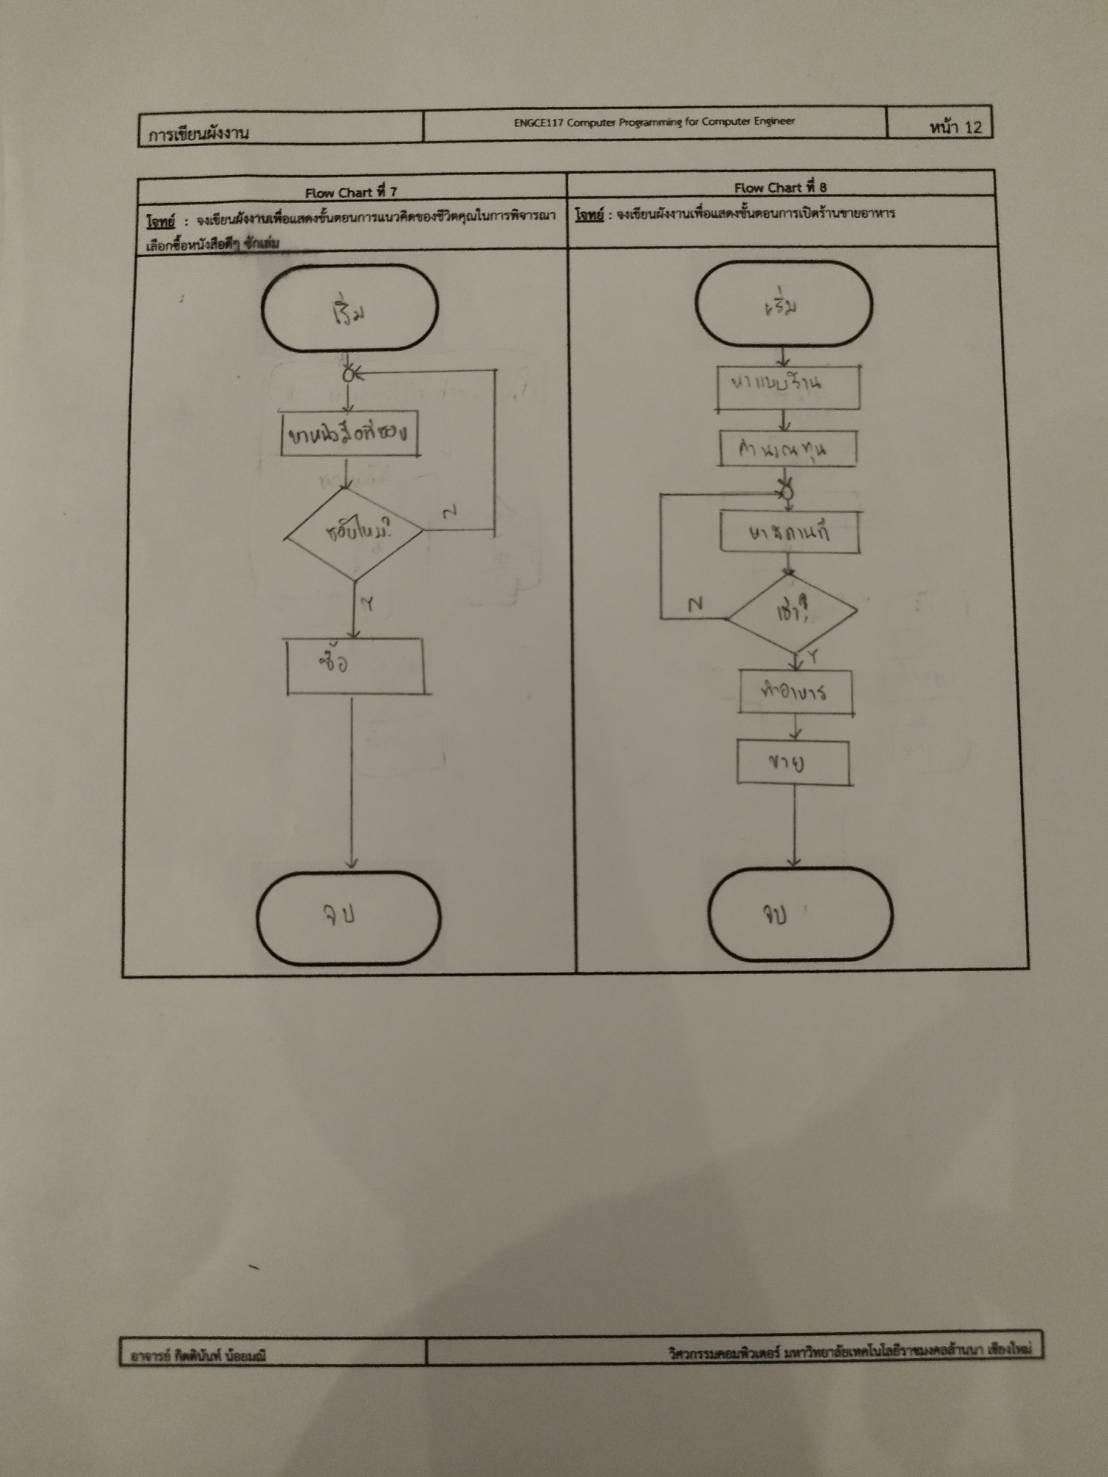 การเขียนผังงาน
ENGCE117 Computer Programming for Computer Engineer
หน้า 12
Flow Chart ที่ 7
โจทย์ : จงเขียนผังงานเพื่อแสดงขั้นตอนการแนวคิดของชีวิตคุณในการพิจารณา
เลือกซื้อหนังสือดีๆ ซักเล่ม
เริ่ม
หาหนังสือที่ชอบ
ชอบไหม?
N
Y
ซื้อ
จบ
Flow Chart ที่ 8
โจทย์ : จงเขียนผังงานเพื่อแสดงขั้นตอนการเปิดร้านขายอาหาร
เริ่ม
หาแบบร้าน
คำนวณทุน
หาสถานที่
เช่า?
N
Y
ทำอาหาร
ขาย
จบ
อาจารย์ กิตตินันท์ น้อยมณี
วิศวกรรมคอมพิวเตอร์ มหาวิทยาลัยเทคโนโลยีราชมงคลล้านนา เชียงใหม่